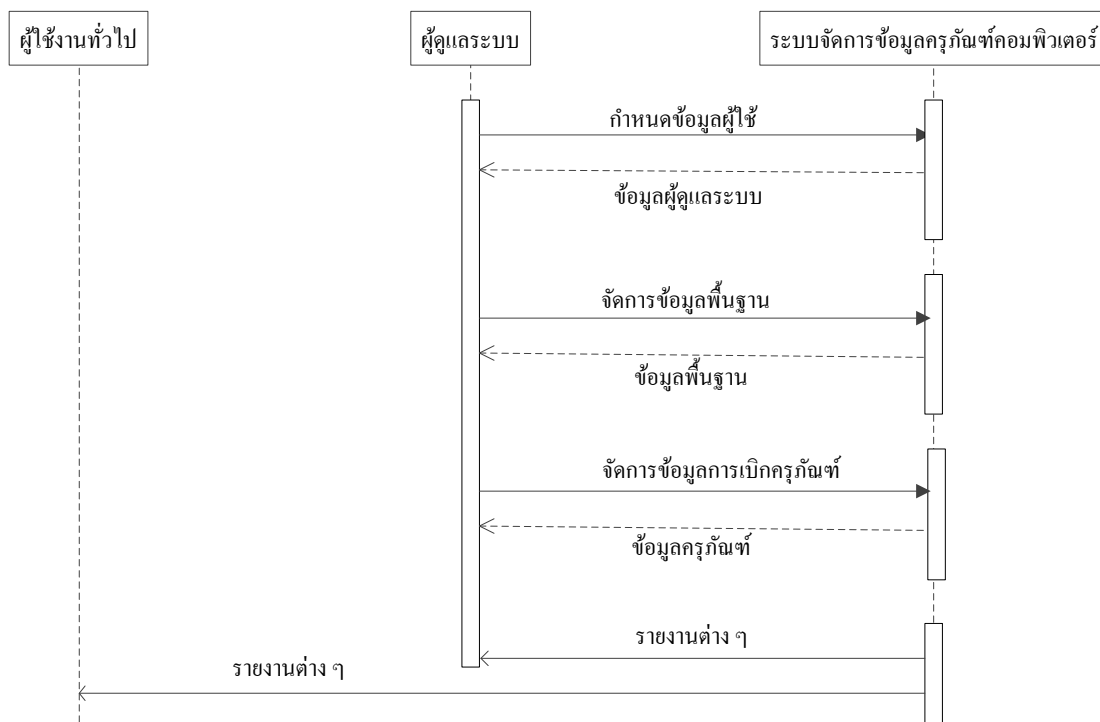 ผู้ใช้งานทั่วไป
ผู้ดูแลระบบ
ระบบจัดการข้อมูลครุภัณฑ์คอมพิวเตอร์
กำหนดข้อมูลผู้ใช้
ข้อมูลผู้ดูแลระบบ
จัดการข้อมูลพื้นฐาน
ข้อมูลพื้นฐาน
จัดการข้อมูลการเบิกครุภัณฑ์
ข้อมูลครุภัณฑ์
รายงานต่าง ๆ
รายงานต่าง ๆ